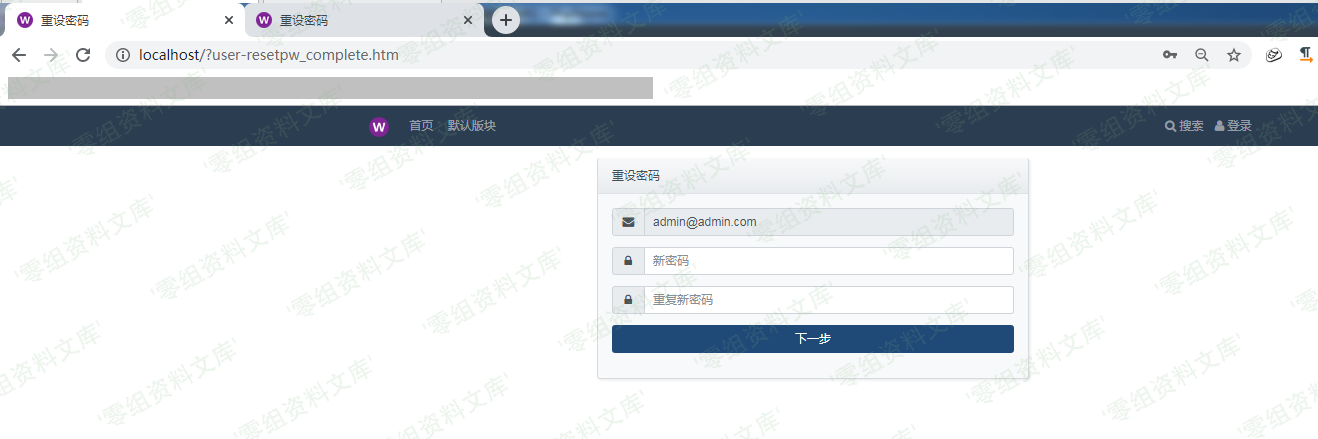 重设密码
重设密码
localhost/?user-resetpw_complete.htm
W 首页 默认版块 搜索 登录
重设密码
admin@admin.com
新密码
重复新密码
下一步
'零组资料文库'